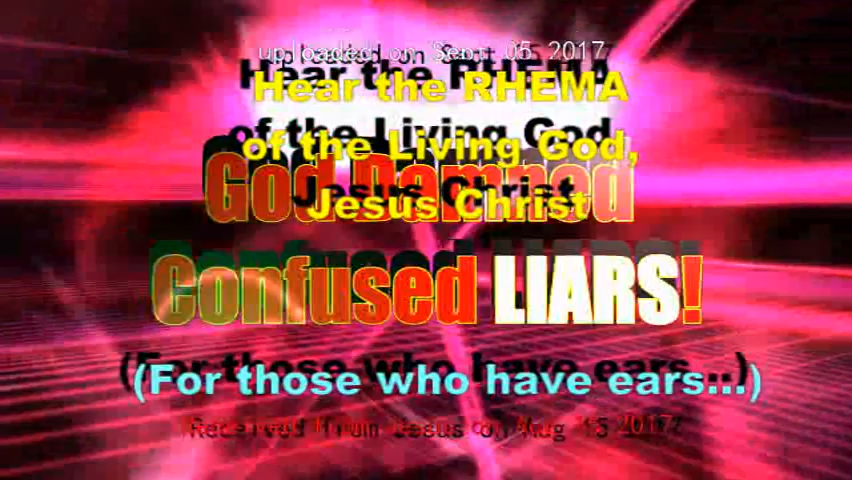 uploaded on Sept 05 2017
Hear the RHEMA
of the Living God,
God Damned
Jesus Christ
Confused LIARS!
(For those who have ears...)
Received from Jesus on Aug 15 2017